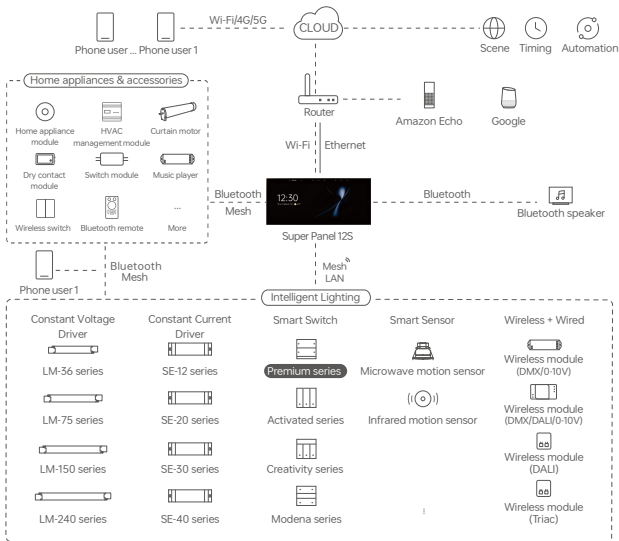 Wi-Fi/4G/5G
CLOUD
Phone user ... Phone user 1
Scene Timing Automation
Home appliances & accessories
Router
Amazon Echo
Google
Home appliance
module
HVAC
management module
Curtain motor
Wi-Fi
Ethernet
Dry contact
module
Switch module
Music player
Bluetooth
Mesh
12:30
Bluetooth
Bluetooth speaker
Wireless switch
Bluetooth remote
...
More
Super Panel 12S
Phone user 1
Bluetooth
Mesh
Mesh
LAN
Intelligent Lighting
Constant Voltage
Driver
Constant Current
Driver
Smart Switch
Smart Sensor
Wireless + Wired
LM-36 series
SE-12 series
Premium series
Microwave motion sensor
Wireless module
(DMX/0-10V)
LM-75 series
SE-20 series
Activated series
Infrared motion sensor
Wireless module
(DMX/DALI/0-10V)
LM-150 series
SE-30 series
Creativity series
Wireless module
(DALI)
LM-240 series
SE-40 series
Modena series
Wireless module
(Triac)